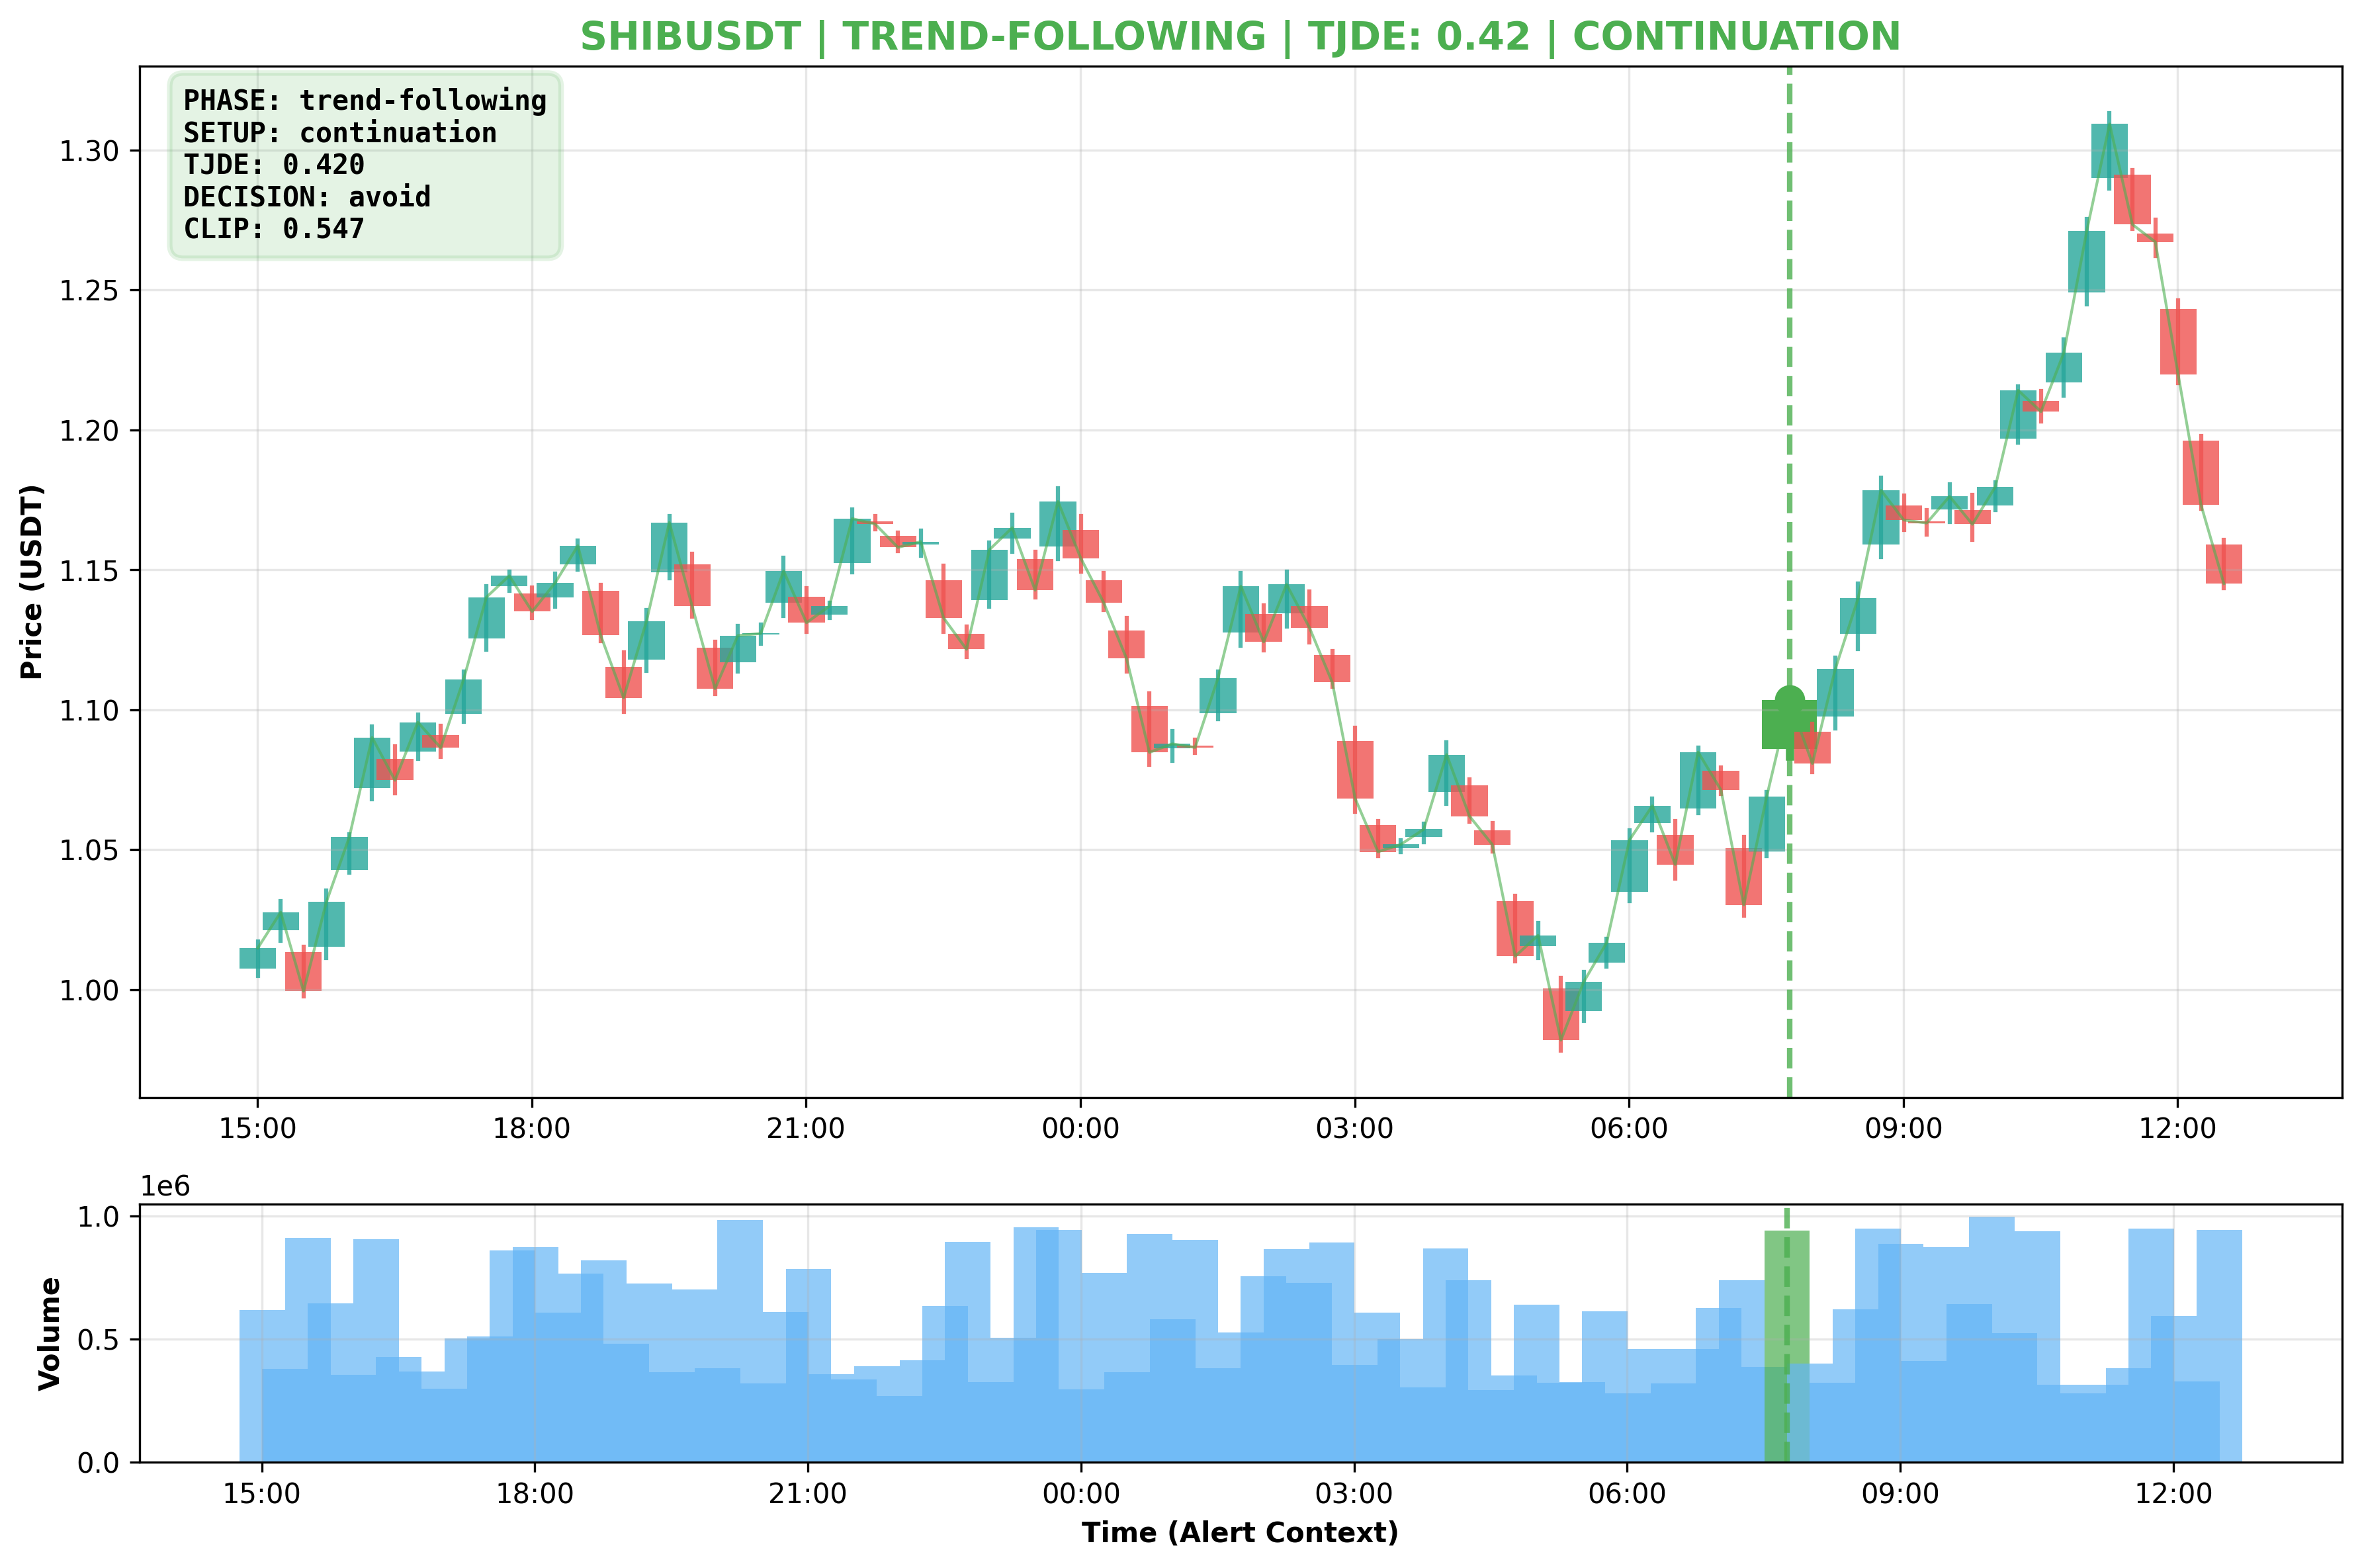 SHIBUSDT | TREND-FOLLOWING | TJDE: 0.42 | CONTINUATION
PHASE: trend-following
SETUP: continuation
TJDE: 0.420
DECISION: avoid
CLIP: 0.547
Price (USDT)
1.30
1.25
1.20
1.15
1.10
1.05
1.00
15:00 18:00 21:00 00:00 03:00 06:00 09:00 12:00
1e6
Volume
1.0
0.5
0.0
15:00 18:00 21:00 00:00 03:00 06:00 09:00 12:00
Time (Alert Context)